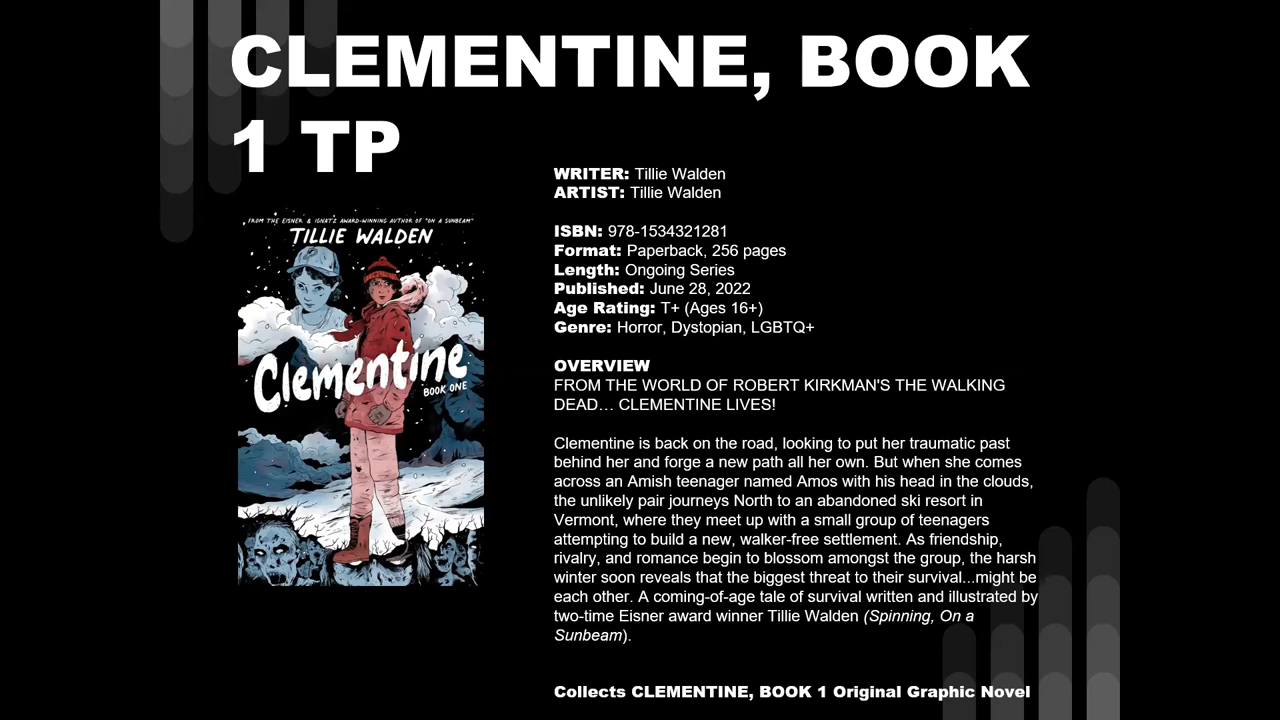 CLEMENTINE, BOOK
1 TP
FROM THE EISNER & IGNATZ AWARD-WINNING AUTHOR OF "ON A SUNBEAM"
TILLIE WALDEN
Clementine
BOOK ONE
WRITER: Tillie Walden
ARTIST: Tillie Walden
ISBN: 978-1534321281
Format: Paperback, 256 pages
Length: Ongoing Series
Published: June 28, 2022
Age Rating: T+ (Ages 16+)
Genre: Horror, Dystopian, LGBTQ+
OVERVIEW
FROM THE WORLD OF ROBERT KIRKMAN'S THE WALKING
DEAD… CLEMENTINE LIVES!
Clementine is back on the road, looking to put her traumatic past
behind her and forge a new path all her own. But when she comes
across an Amish teenager named Amos with his head in the clouds,
the unlikely pair journeys North to an abandoned ski resort in
Vermont, where they meet up with a small group of teenagers
attempting to build a new, walker-free settlement. As friendship,
rivalry, and romance begin to blossom amongst the group, the harsh
winter soon reveals that the biggest threat to their survival...might be
each other. A coming-of-age tale of survival written and illustrated by
two-time Eisner award winner Tillie Walden (Spinning, On a
Sunbeam).
Collects CLEMENTINE, BOOK 1 Original Graphic Novel